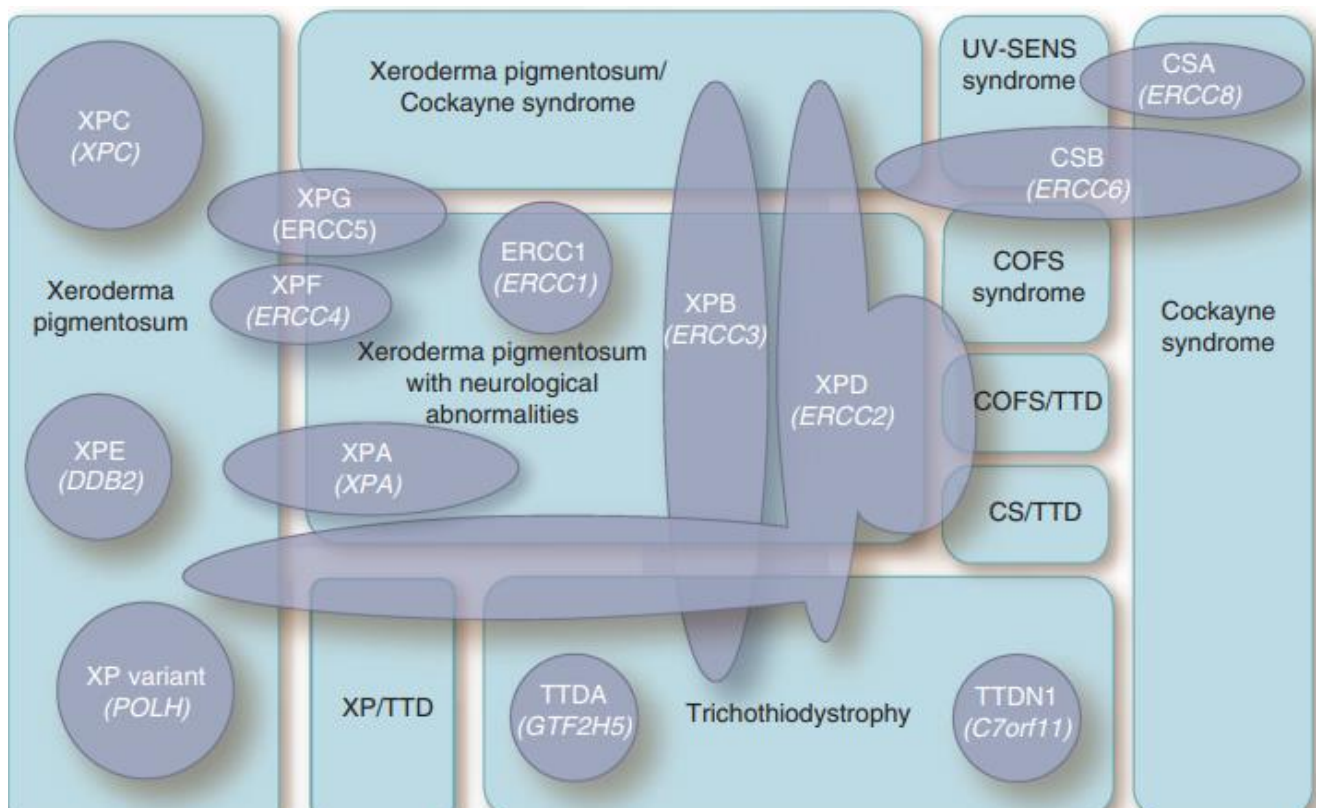 Xeroderma pigmentosum/
Cockayne syndrome
UV-SENS
syndrome
CSA
(ERCC8)
XPC
(XPC)
CSB
(ERCC6)
XPG
(ERCC5)
ERCC1
(ERCC1)
COFS
syndrome
Xeroderma
pigmentosum
XPF
(ERCC4)
XPB
(ERCC3)
Cockayne
syndrome
Xeroderma pigmentosum
with neurological
abnormalities
XPD
(ERCC2)
COFS/TTD
XPE
(DDB2)
XPA
(XPA)
CS/TTD
XP variant
(POLH)
XP/TTD
TTDA
(GTF2H5)
Trichothiodystrophy
TTDN1
(C7orf11)